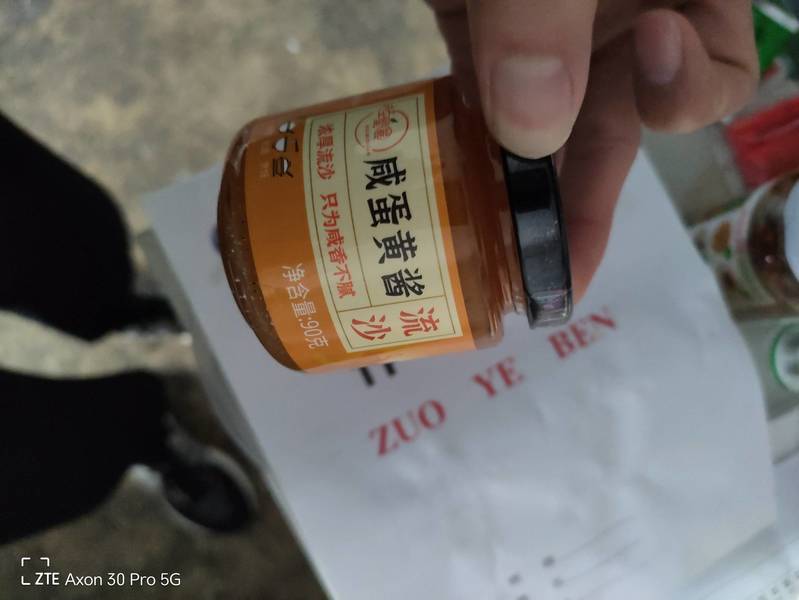 咸蛋黄酱
流沙
浓厚流沙 只为咸香不腻
净含量:90克
ZUO YE BEN
ZTE Axon 30 Pro 5G